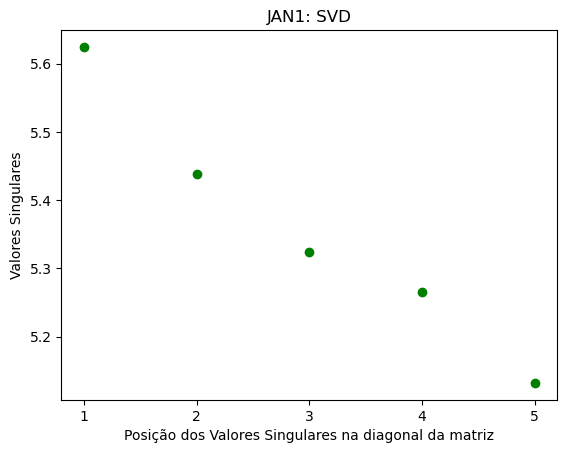 JAN1: SVD
Valores Singulares
5.6
5.5
5.4
5.3
5.2
1 2 3 4 5
Posição dos Valores Singulares na diagonal da matriz